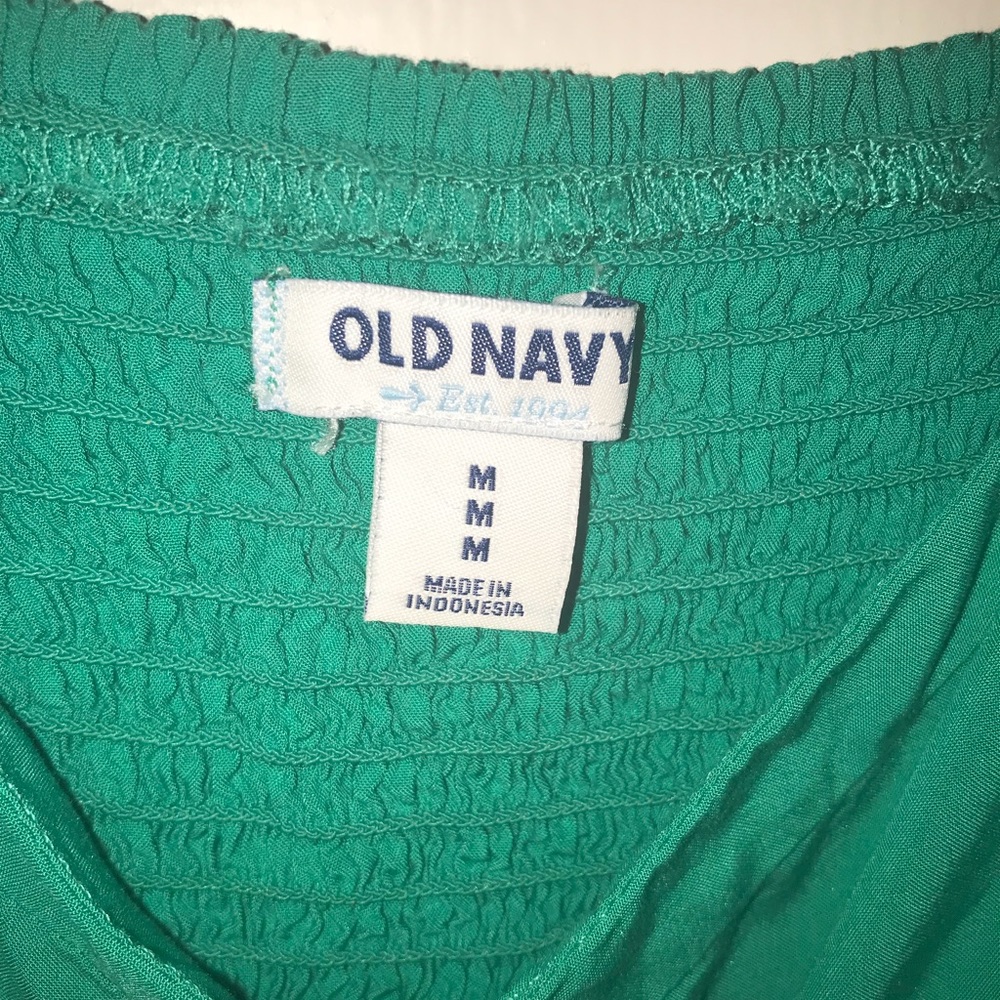 OLD NAVY
Est. 1994
M
M
M
MADE IN
INDONESIA